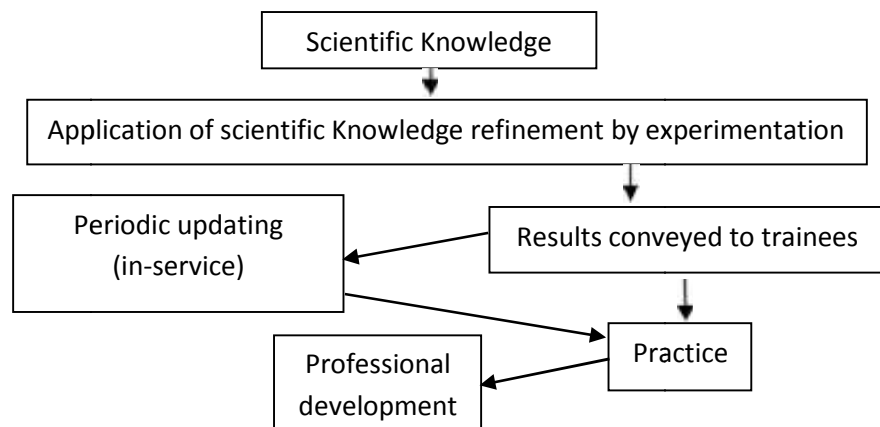 Scientific Knowledge
Application of scientific Knowledge refinement by experimentation
Periodic updating
(in-service)
Results conveyed to trainees
Practice
Professional
development